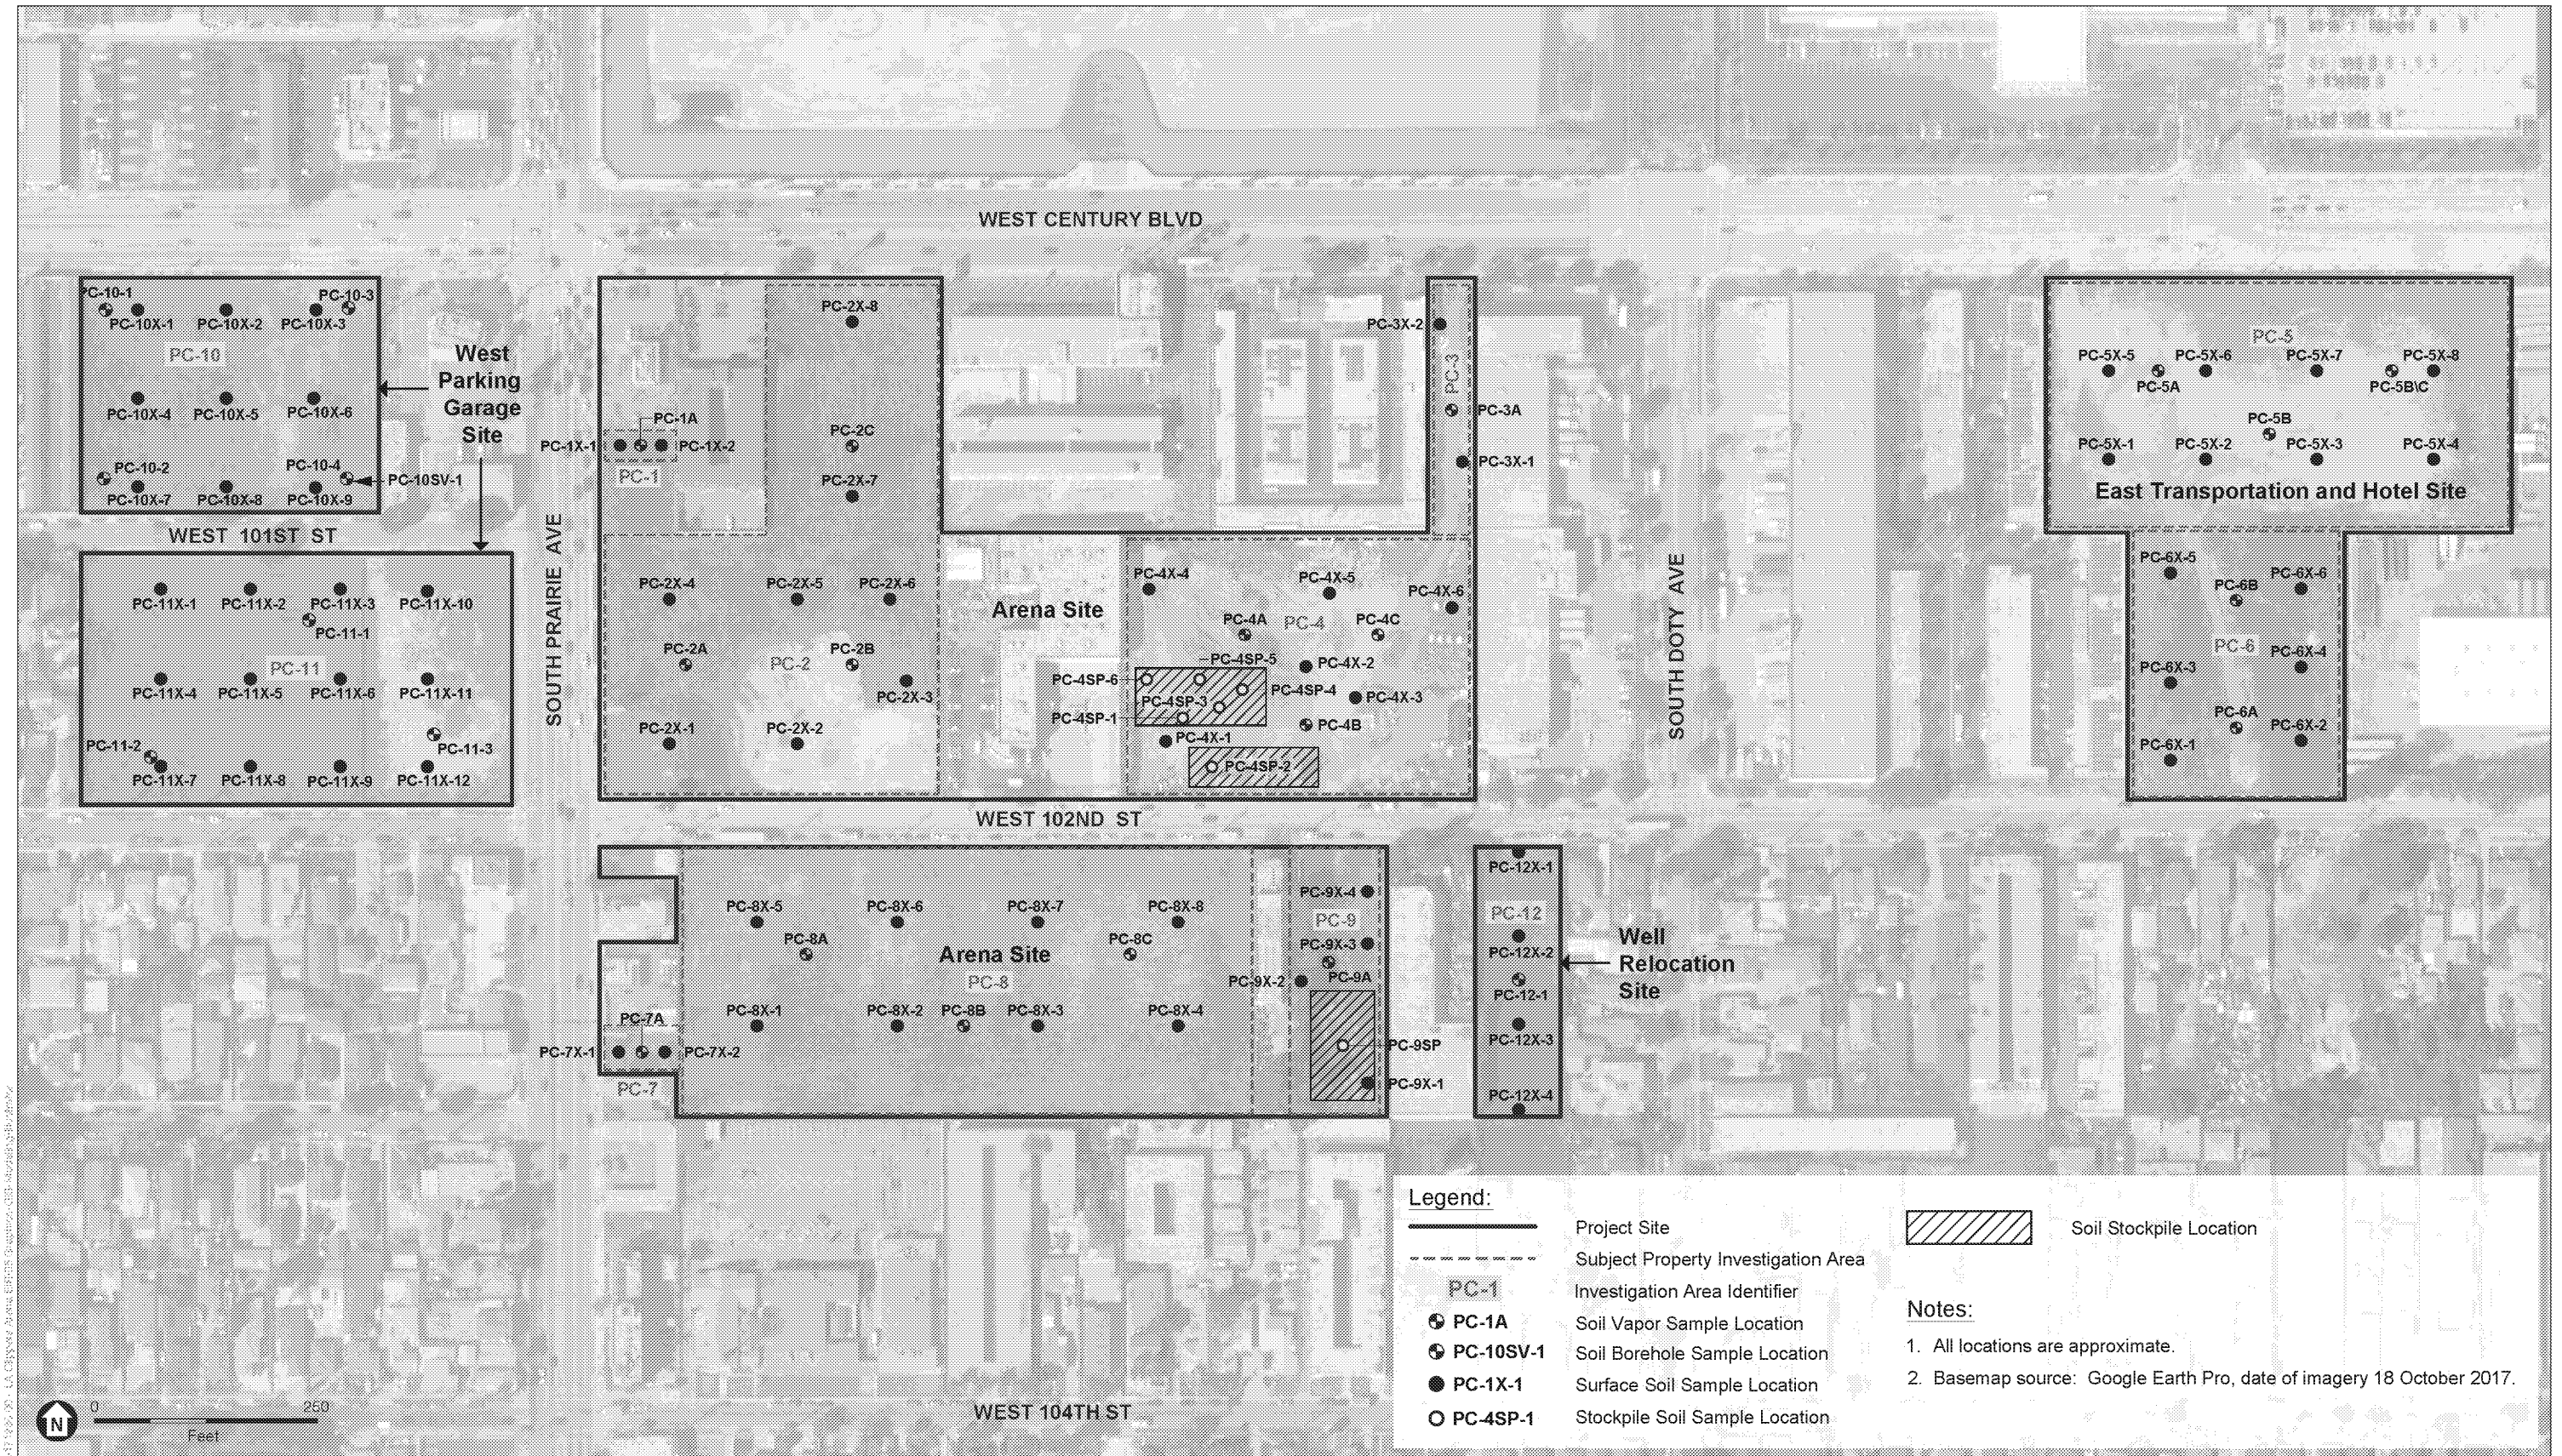 WEST CENTURY BLVD
PC-10-1
PC-10-3
PC-10X-1
PC-10X-2
PC-10X-3
PC-10
PC-10X-4
PC-10X-5
PC-10X-6
PC-10-2
PC-10-4
PC-10SV-1
PC-10X-7
PC-10X-8
PC-10X-9
West
Parking
Garage
Site
WEST 101ST ST
PC-11X-1
PC-11X-2
PC-11X-3
PC-11X-10
PC-11-1
PC-11
PC-11X-4
PC-11X-5
PC-11X-6
PC-11X-11
PC-11-2
PC-11-3
PC-11X-7
PC-11X-8
PC-11X-9
PC-11X-12
SOUTH PRAIRIE AVE
PC-2X-8
PC-1A
PC-1X-1
PC-1X-2
PC-1
PC-2C
PC-2X-7
PC-2X-4
PC-2X-5
PC-2X-6
PC-2A
PC-2
PC-2B
PC-2X-3
PC-2X-1
PC-2X-2
Arena Site
PC-3X-2
PC-3
PC-3A
PC-3X-1
PC-4X-4
PC-4X-5
PC-4X-6
PC-4A
PC-4
PC-4C
PC-4SP-5
PC-4X-2
PC-4SP-6
PC-4SP-4
PC-4SP-3
PC-4X-3
PC-4SP-1
PC-4B
PC-4X-1
PC-4SP-2
SOUTH DOTY AVE
PC-5
PC-5X-5
PC-5X-6
PC-5X-7
PC-5X-8
PC-5A
PC-5B\C
PC-5B
PC-5X-1
PC-5X-2
PC-5X-3
PC-5X-4
East Transportation and Hotel Site
PC-6X-5
PC-6B
PC-6X-6
PC-6
PC-6X-4
PC-6X-3
PC-6A
PC-6X-2
PC-6X-1
WEST 102ND ST
PC-8X-5
PC-8X-6
PC-8X-7
PC-8X-8
PC-8A
PC-8C
Arena Site
PC-8
PC-8X-1
PC-8X-2
PC-8B
PC-8X-3
PC-8X-4
PC-7A
PC-7X-1
PC-7X-2
PC-7
PC-9X-4
PC-9
PC-9X-3
PC-9A
PC-9X-2
PC-9SP
PC-9X-1
PC-12X-1
PC-12
PC-12X-2
PC-12-1
PC-12X-3
PC-12X-4
Well
Relocation
Site
WEST 104TH ST
N
0 250
Feet
Legend:
Project Site
Subject Property Investigation Area
PC-1 Investigation Area Identifier
PC-1A Soil Vapor Sample Location
PC-10SV-1 Soil Borehole Sample Location
PC-1X-1 Surface Soil Sample Location
PC-4SP-1 Stockpile Soil Sample Location
Soil Stockpile Location
Notes:
1. All locations are approximate.
2. Basemap source: Google Earth Pro, date of imagery 18 October 2017.